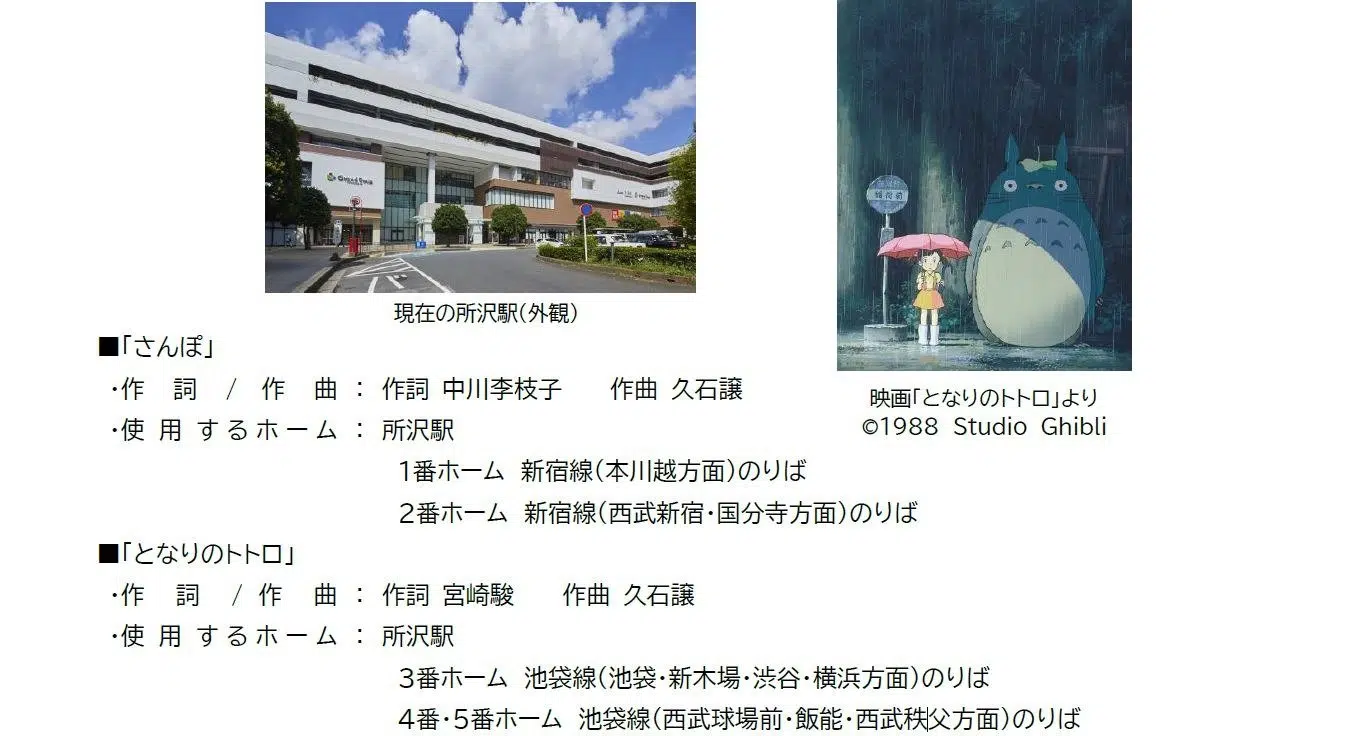 Grand Emio
バ
稲荷前
現在の所沢駅（外観）
映画「となりのトトロ」より
©1988 Studio Ghibli
■「さんぽ」
・作 詞 / 作 曲 ： 作詞 中川李枝子 作曲 久石譲
・使 用 するホーム ： 所沢駅
1番ホーム 新宿線（本川越方面）のりば
2番ホーム 新宿線（西武新宿・国分寺方面）のりば
■「となりのトトロ」
・作 詞 / 作 曲 ： 作詞 宮崎駿 作曲 久石譲
・使 用 するホーム ： 所沢駅
3番ホーム 池袋線（池袋・新木場・渋谷・横浜方面）のりば
4番・5番ホーム 池袋線（西武球場前・飯能・西武秩父方面）のりば